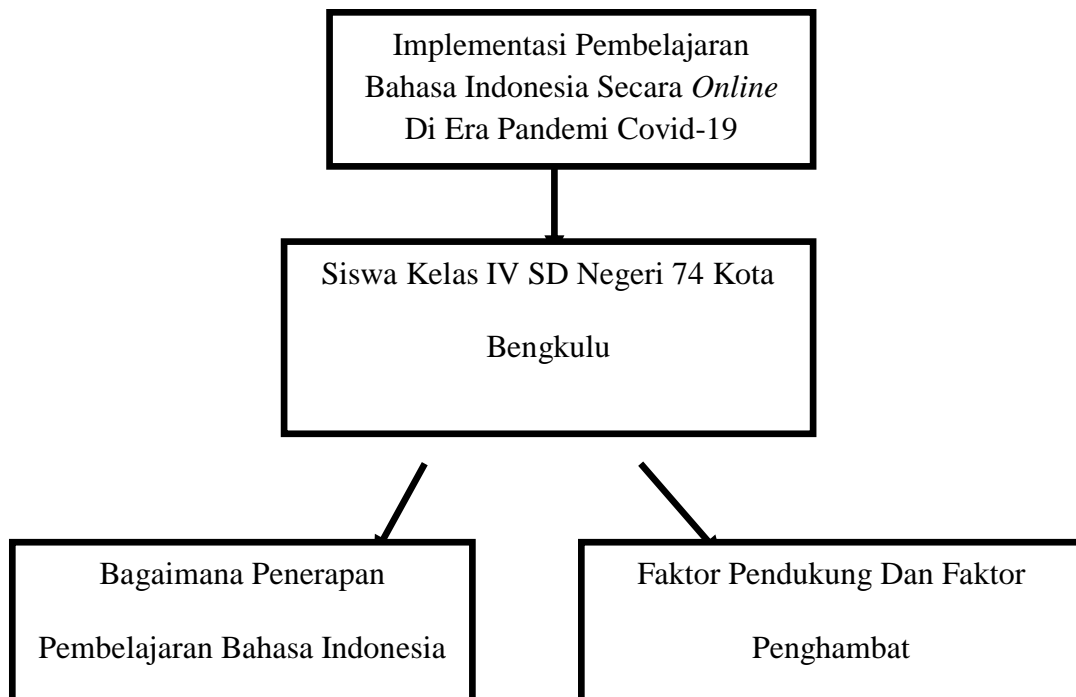 Implementasi Pembelajaran
Bahasa Indonesia Secara Online
Di Era Pandemi Covid-19
Siswa Kelas IV SD Negeri 74 Kota
Bengkulu
Bagaimana Penerapan
Pembelajaran Bahasa Indonesia
Faktor Pendukung Dan Faktor
Penghambat